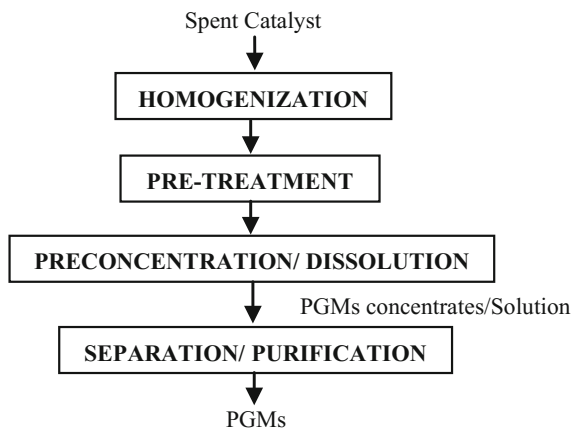 Spent Catalyst
HOMOGENIZATION
PRE-TREATMENT
PRECONCENTRATION/ DISSOLUTION
PGMs concentrates/Solution
SEPARATION/ PURIFICATION
PGMs